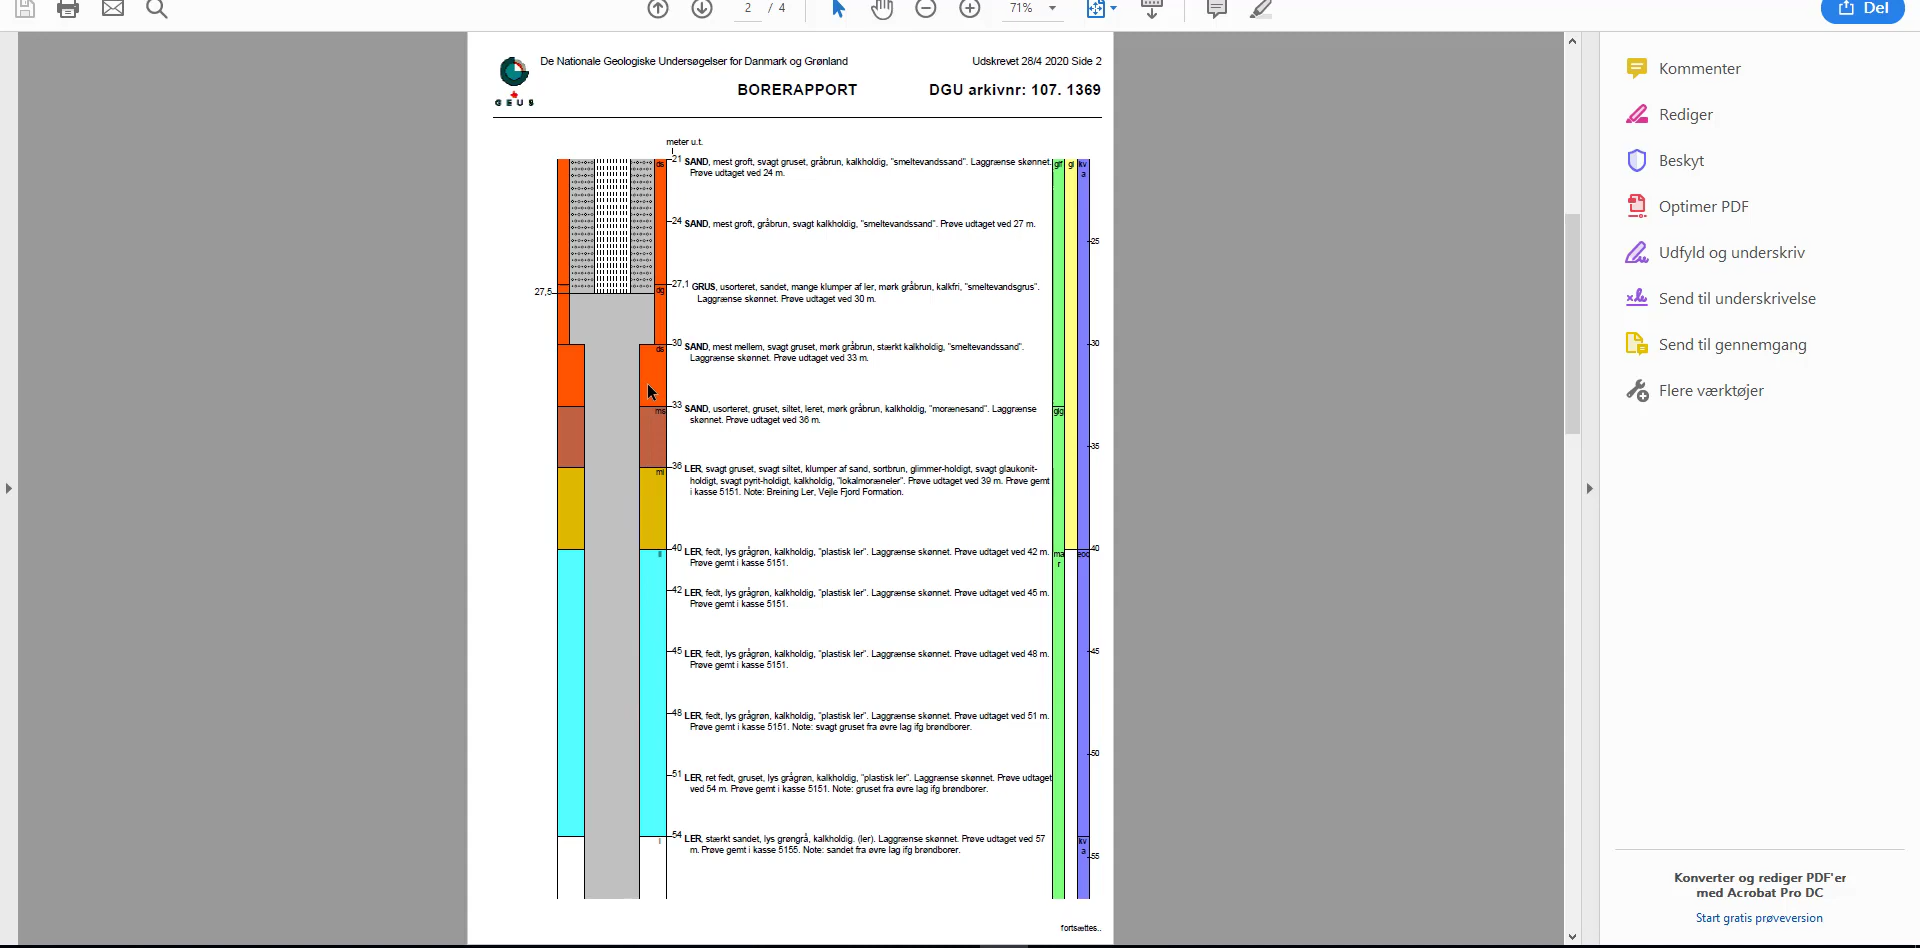 2 / 4
71%
Del
De Nationale Geologiske Undersøgelser for Danmark og Grønland
Udskrevet 28/4 2020 Side 2
GEUS
BORERAPPORT
DGU arkivnr: 107. 1369
meter u.t.
21 SAND, mest groft, svagt gruset, gråbrun, kalkholdig, "smeltevandssand". Laggrænse skønnet.
Prøve udtaget ved 24 m.
ds
gff
gl
kv
a
24 SAND, mest groft, gråbrun, svagt kalkholdig, "smeltevandssand". Prøve udtaget ved 27 m.
25
27,1 GRUS, usorteret, sandet, mange klumper af ler, mørk gråbrun, kalkfri, "smeltevandsgrus".
27,5
dg
Laggrænse skønnet. Prøve udtaget ved 30 m.
30 SAND, mest mellem, svagt gruset, mørk gråbrun, stærkt kalkholdig, "smeltevandssand".
30
ds
Laggrænse skønnet. Prøve udtaget ved 33 m.
33 SAND, usorteret, gruset, siltet, leret, mørk gråbrun, kalkholdig, "morænesand". Laggrænse
ms
glg
skønnet. Prøve udtaget ved 36 m.
35
36 LER, svagt gruset, svagt siltet, klumper af sand, sortbrun, glimmer-holdigt, svagt glaukonit-
ml
holdigt, svagt pyrit-holdigt, kalkholdig, "lokalmoræneler". Prøve udtaget ved 39 m. Prøve gemt
i kasse 5151. Note: Breining Ler, Vejle Fjord Formation.
40 LER, fedt, lys grågrøn, kalkholdig, "plastisk ler". Laggrænse skønnet. Prøve udtaget ved 42 m.
40
ll
ma
r
eoc
Prøve gemt i kasse 5151.
42 LER, fedt, lys grågrøn, kalkholdig, "plastisk ler". Laggrænse skønnet. Prøve udtaget ved 45 m.
Prøve gemt i kasse 5151.
45 LER, fedt, lys grågrøn, kalkholdig, "plastisk ler". Laggrænse skønnet. Prøve udtaget ved 48 m.
45
Prøve gemt i kasse 5151.
48 LER, fedt, lys grågrøn, kalkholdig, "plastisk ler". Laggrænse skønnet. Prøve udtaget ved 51 m.
Prøve gemt i kasse 5151. Note: svagt gruset fra øvre lag ifg brøndborer.
50
51 LER, ret fedt, gruset, lys grågrøn, kalkholdig, "plastisk ler". Laggrænse skønnet. Prøve udtaget
ved 54 m. Prøve gemt i kasse 5151. Note: gruset fra øvre lag ifg brøndborer.
54 LER, stærkt sandet, lys grøngrå, kalkholdig. (ler). Laggrænse skønnet. Prøve udtaget ved 57
l
kv
a
m. Prøve gemt i kasse 5155. Note: sandet fra øvre lag ifg brøndborer.
55
fortsættes..
Kommenter
Rediger
Beskyt
Optimer PDF
Udfyld og underskriv
Send til underskrivelse
Send til gennemgang
Flere værktøjer
Konverter og rediger PDF'er
med Acrobat Pro DC
Start gratis prøveversion